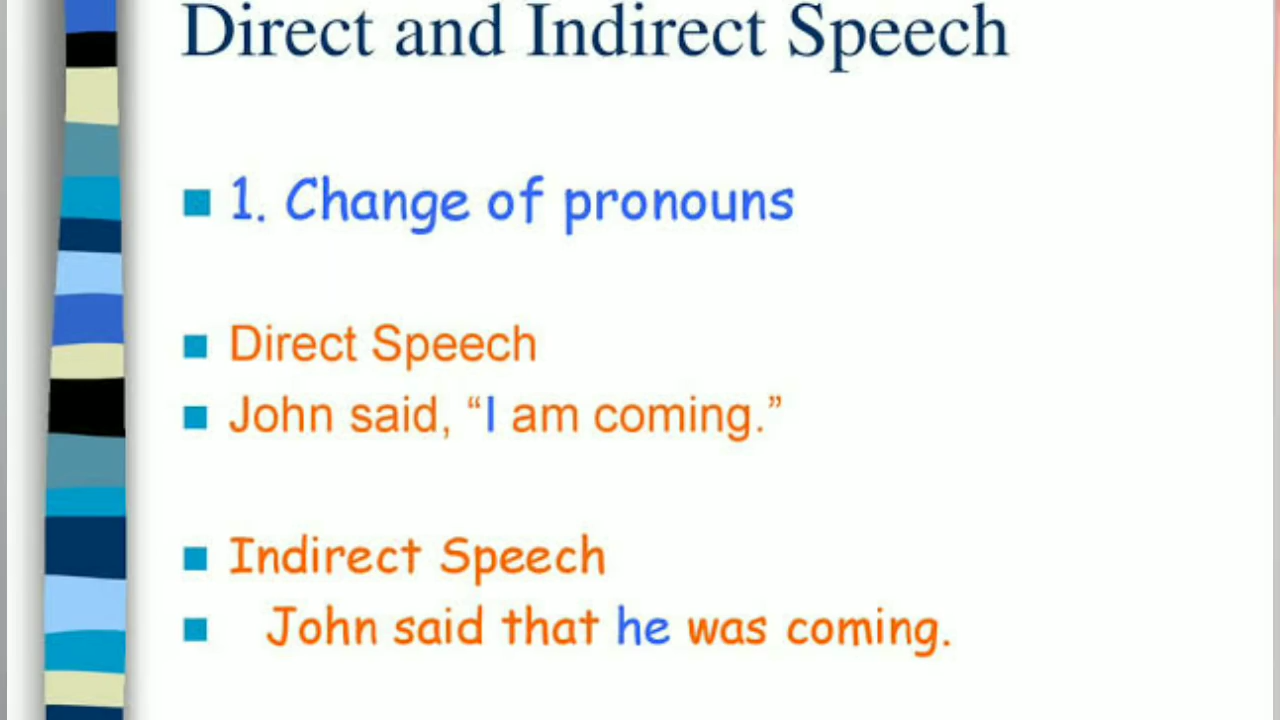 Direct and Indirect Speech
1. Change of pronouns
Direct Speech
John said, “I am coming.”
Indirect Speech
John said that he was coming.